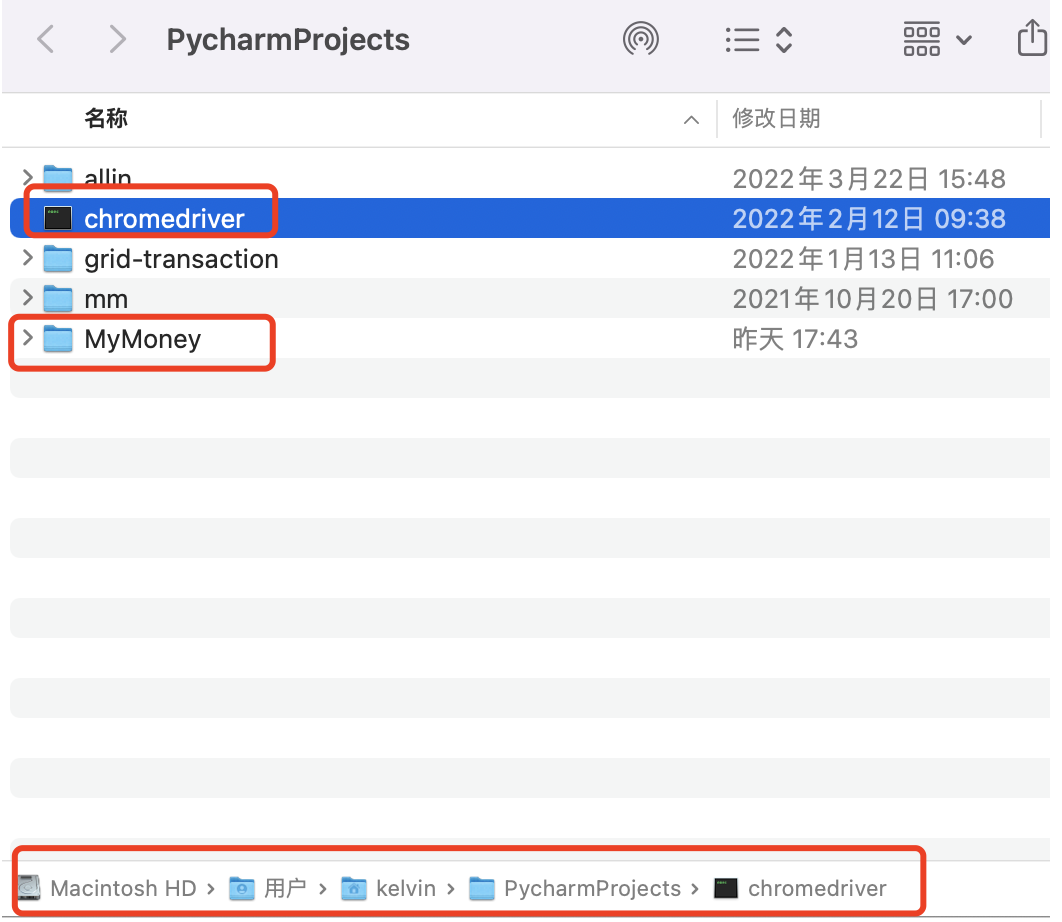 PycharmProjects
名称 修改日期
allin 2022年3月22日 15:48
chromedriver 2022年2月12日 09:38
grid-transaction 2022年1月13日 11:06
mm 2021年10月20日 17:00
MyMoney 昨天 17:43
Macintosh HD › 用户 › kelvin › PycharmProjects › chromedriver